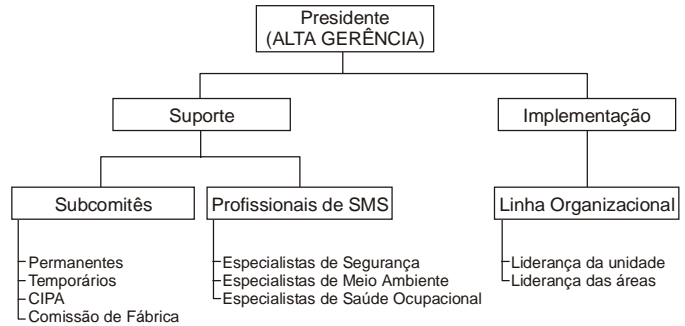 Presidente
(ALTA GERÊNCIA)
Suporte
Implementação
Subcomitês
Profissionais de SMS
Linha Organizacional
Permanentes
Temporários
CIPA
Comissão de Fábrica
Especialistas de Segurança
Especialistas de Meio Ambiente
Especialistas de Saúde Ocupacional
Liderança da unidade
Liderança das áreas